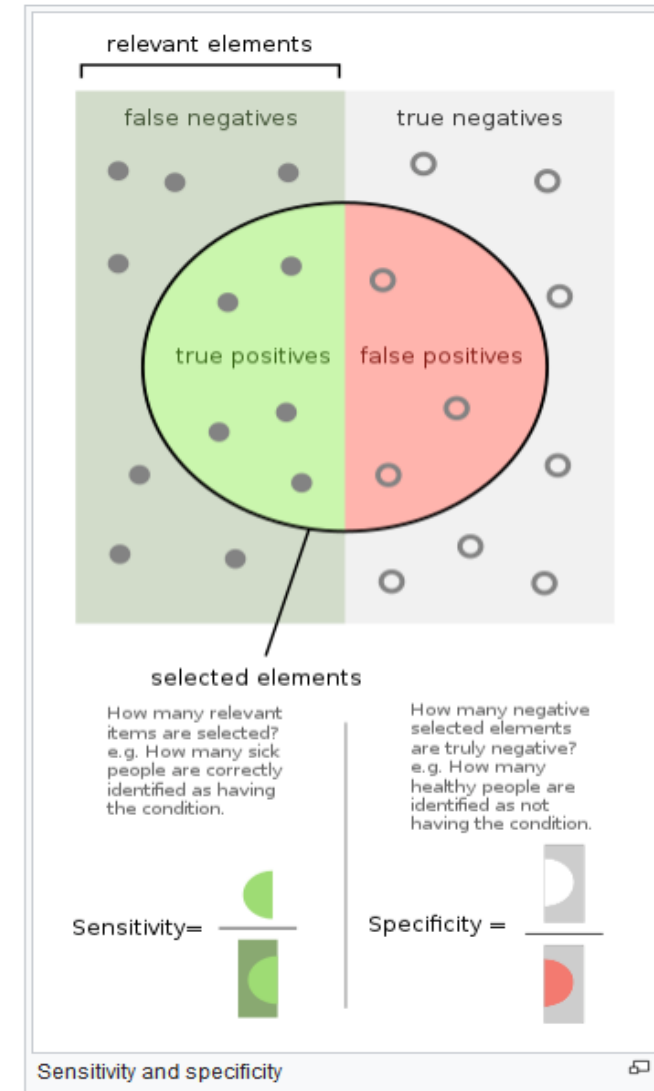 relevant elements
false negatives
true negatives
true positives
false positives
selected elements
How many relevant
items are selected?
e.g. How many sick
people are correctly
identified as having
the condition.
How many negative
selected elements
are truly negative?
e.g. How many
healthy people are
identified as not
having the condition.
Sensitivity=
Specificity =
Sensitivity and specificity